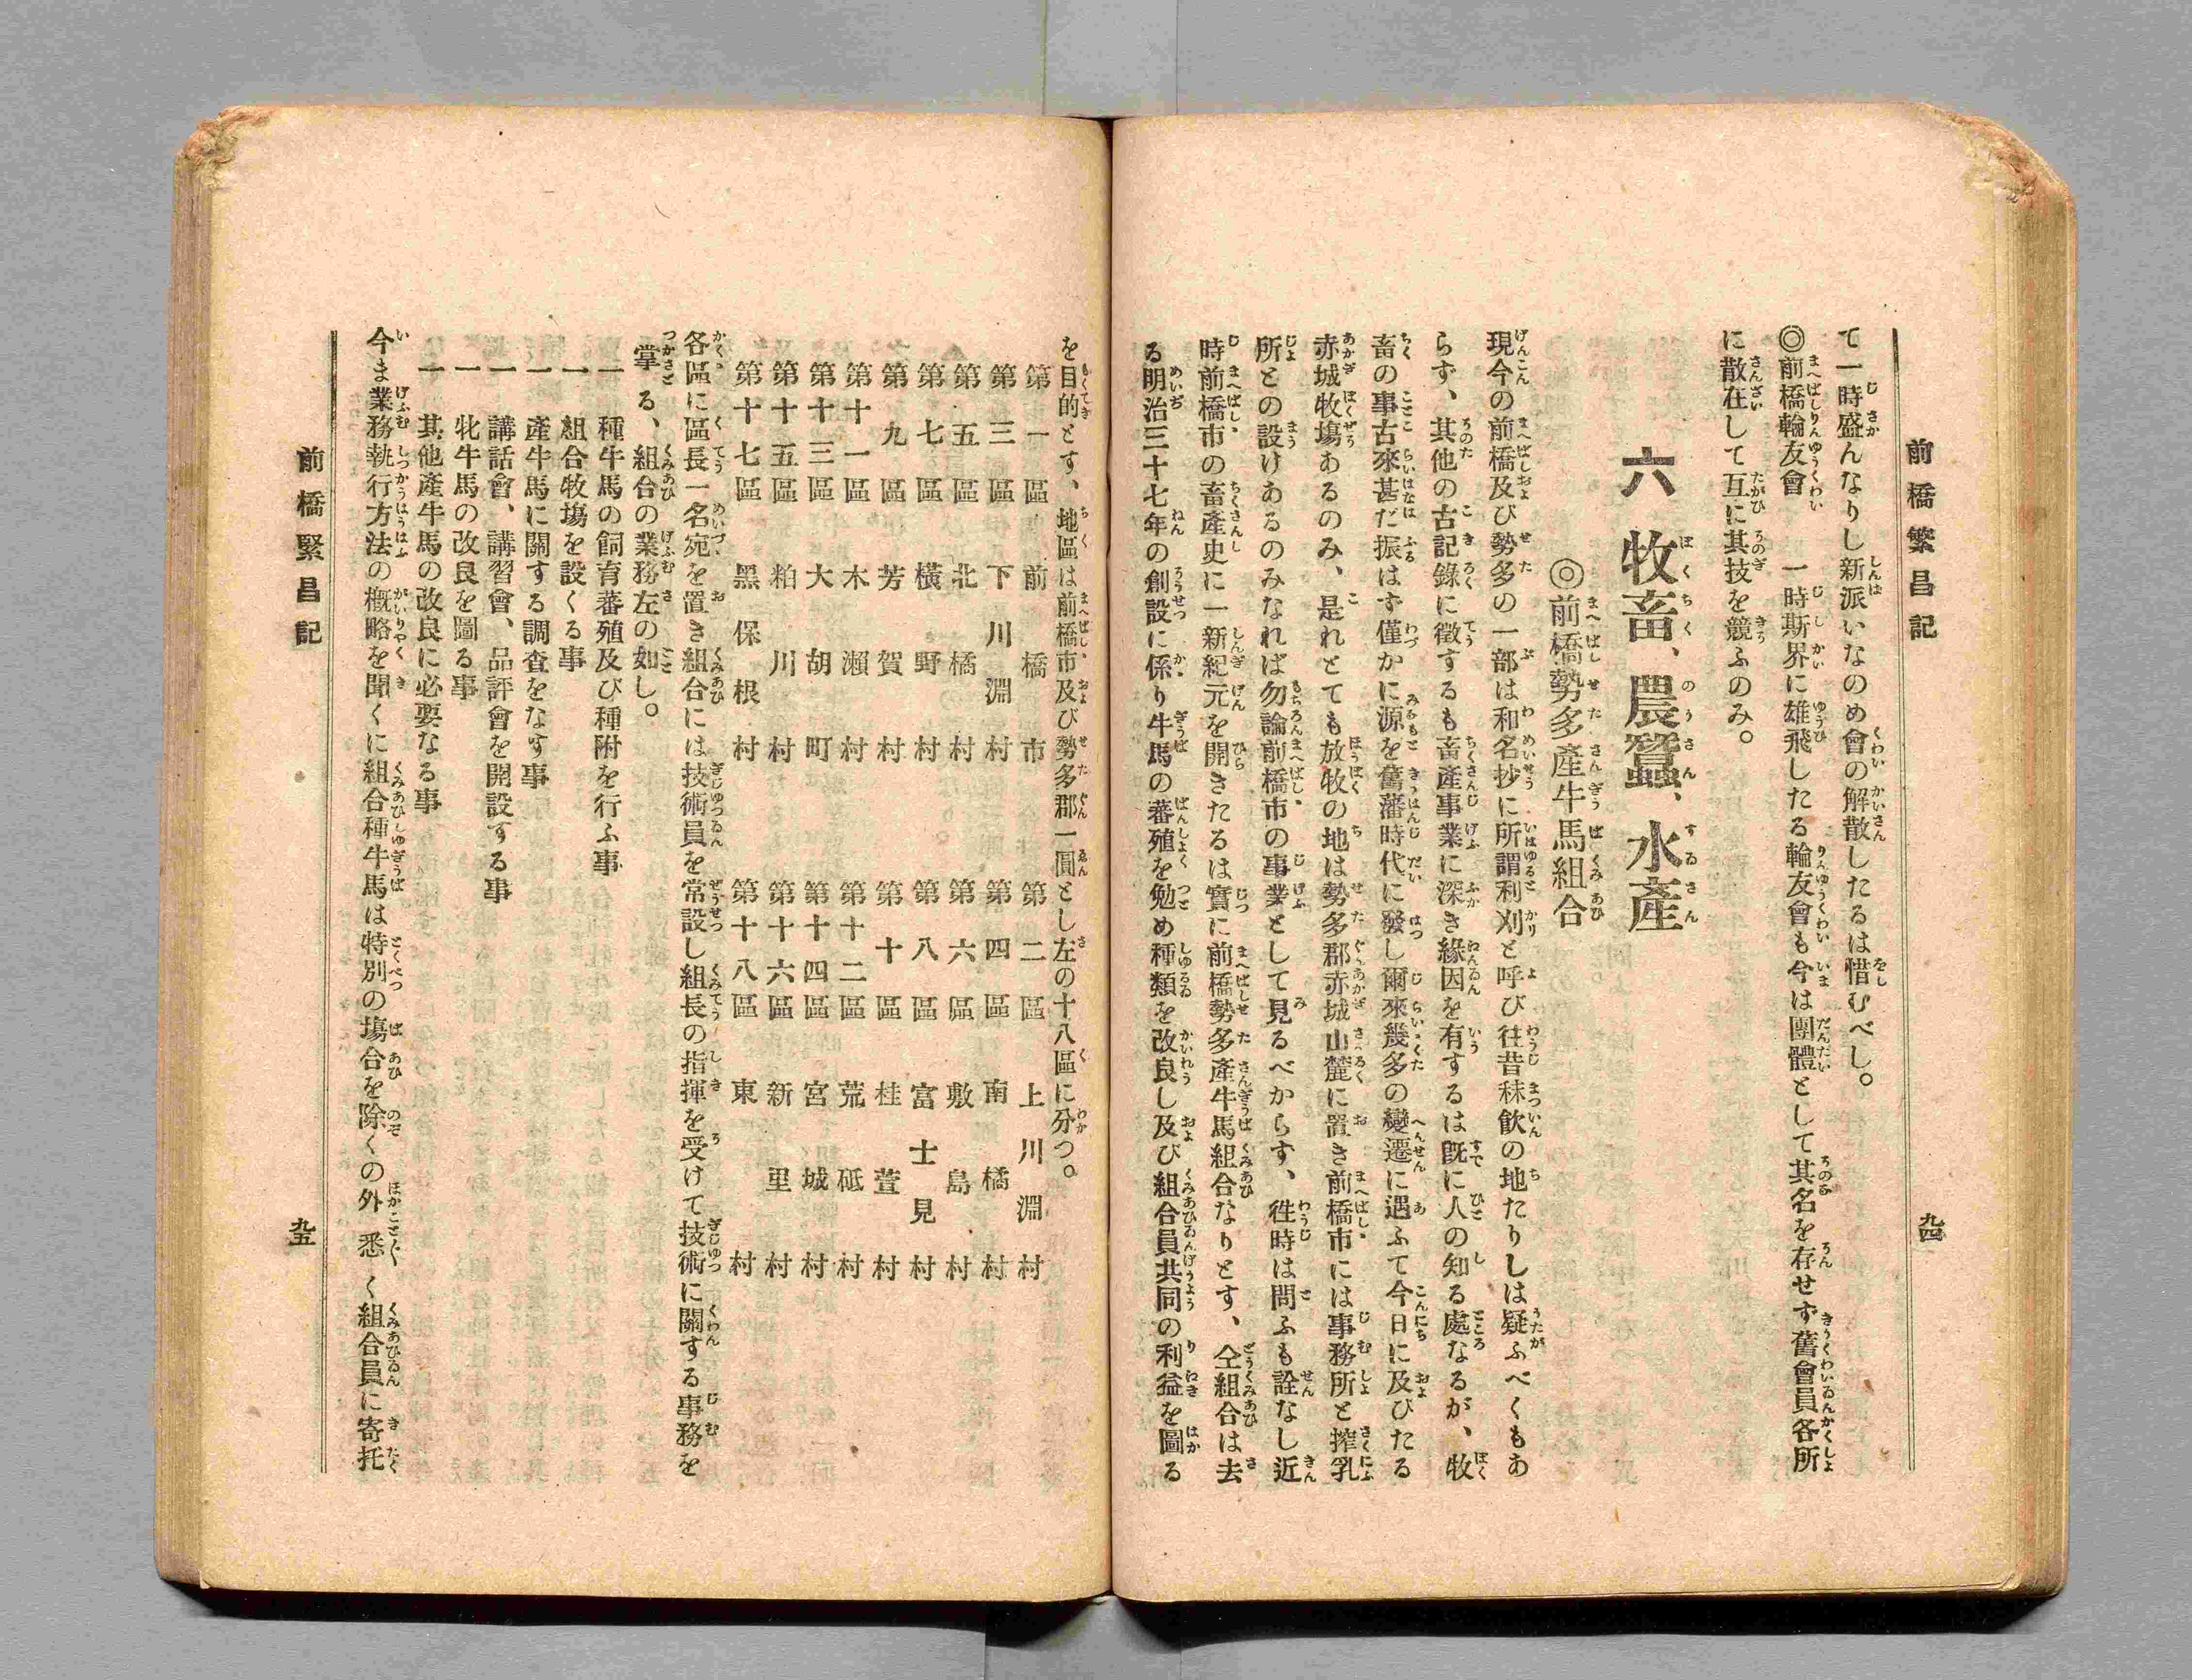 前橋繁昌記
九四
て一時盛んなりし新派いなのめ會の解散したるは惜むべし。
◎前橋輪友會　一時斯界に雄飛したる輪友會も今は團體として其名を存せず舊會員各所
に散在して互に其技を競ふのみ。
六　牧畜、農蠶、水產
◎前橋勢多產牛馬組合
現今の前橋及び勢多の一部は和名抄に所謂利刈と呼び往昔秣飲の地たりしは疑ふべくもあ
らす、其他の古記錄に徵するも畜產事業に深き緣因を有するは既に人の知る處なるが、牧
畜の事古來甚だ振はず僅かに源を舊藩時代に發し爾來幾多の變遷に遇ふて今日に及びたる
赤城牧塲あるのみ、是れとても放牧の地は勢多郡赤城山麓に置き前橋市には事務所と搾乳
所との設けあるのみなれば勿論前橋市の事業として見るべからす、徃時は問ふも詮なし近
時前橋市の畜產史に一新紀元を開きたるは實に前橋勢多產牛馬組合なりとす、仝組合は去
る明治三十七年の創設に係り牛馬の蕃殖を勉め種類を改良し及び組合員共同の利益を圖る
を目的とす、地區は前橋市及び勢多郡一圓とし左の十八區に分つ。
第一區　前橋市　第二區　上川淵村
第三區　下川淵村　第四區　南橘村
第五區　北橘村　第六區　敷島村
第七區　橫野村　第八區　富士見村
第九區　芳賀村　第十區　桂萱村
第十一區　木瀨村　第十二區　荒砥村
第十三區　大胡町　第十四區　宮城村
第十五區　粕川村　第十六區　新里村
第十七區　黑保根村　第十八區　東村
各區に區長一名宛を置き組合には技術員を常設し組長の指揮を受けて技術に關する事務を
掌る、組合の業務左の如し。
一　種牛馬の飼育蕃殖及び種附を行ふ事
一　組合牧塲を設くる事
一　產牛馬に關する調査をなす事
一　講話會、講習會、品評會を開設する事
一　牝牛馬の改良を圖る事
一　其他產牛馬の改良に必要なる事
今ま業務執行方法の槪略を聞くに組合種牛馬は特別の塲合を除くの外悉く組合員に寄托
前橋緊昌記
九五